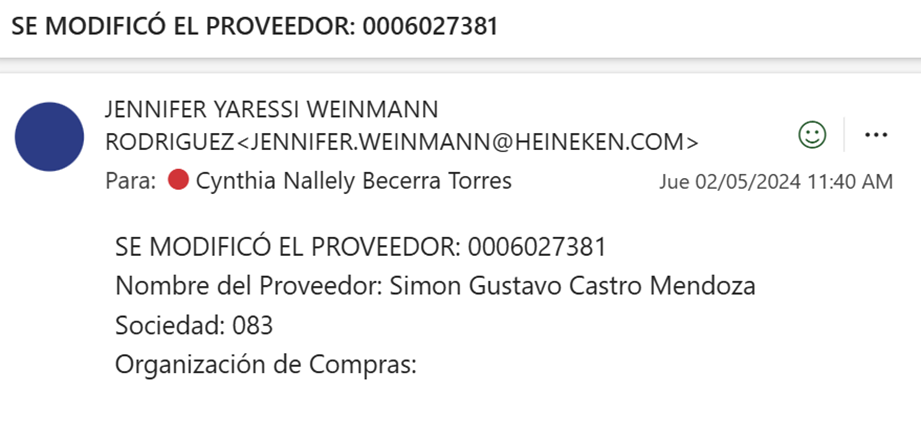 SE MODIFICÓ EL PROVEEDOR: 0006027381
JENNIFER YARESSI WEINMANN
RODRIGUEZ<JENNIFER.WEINMANN@HEINEKEN.COM>
Para: Cynthia Nallely Becerra Torres
Jue 02/05/2024 11:40 AM
SE MODIFICÓ EL PROVEEDOR: 0006027381
Nombre del Proveedor: Simon Gustavo Castro Mendoza
Sociedad: 083
Organización de Compras: